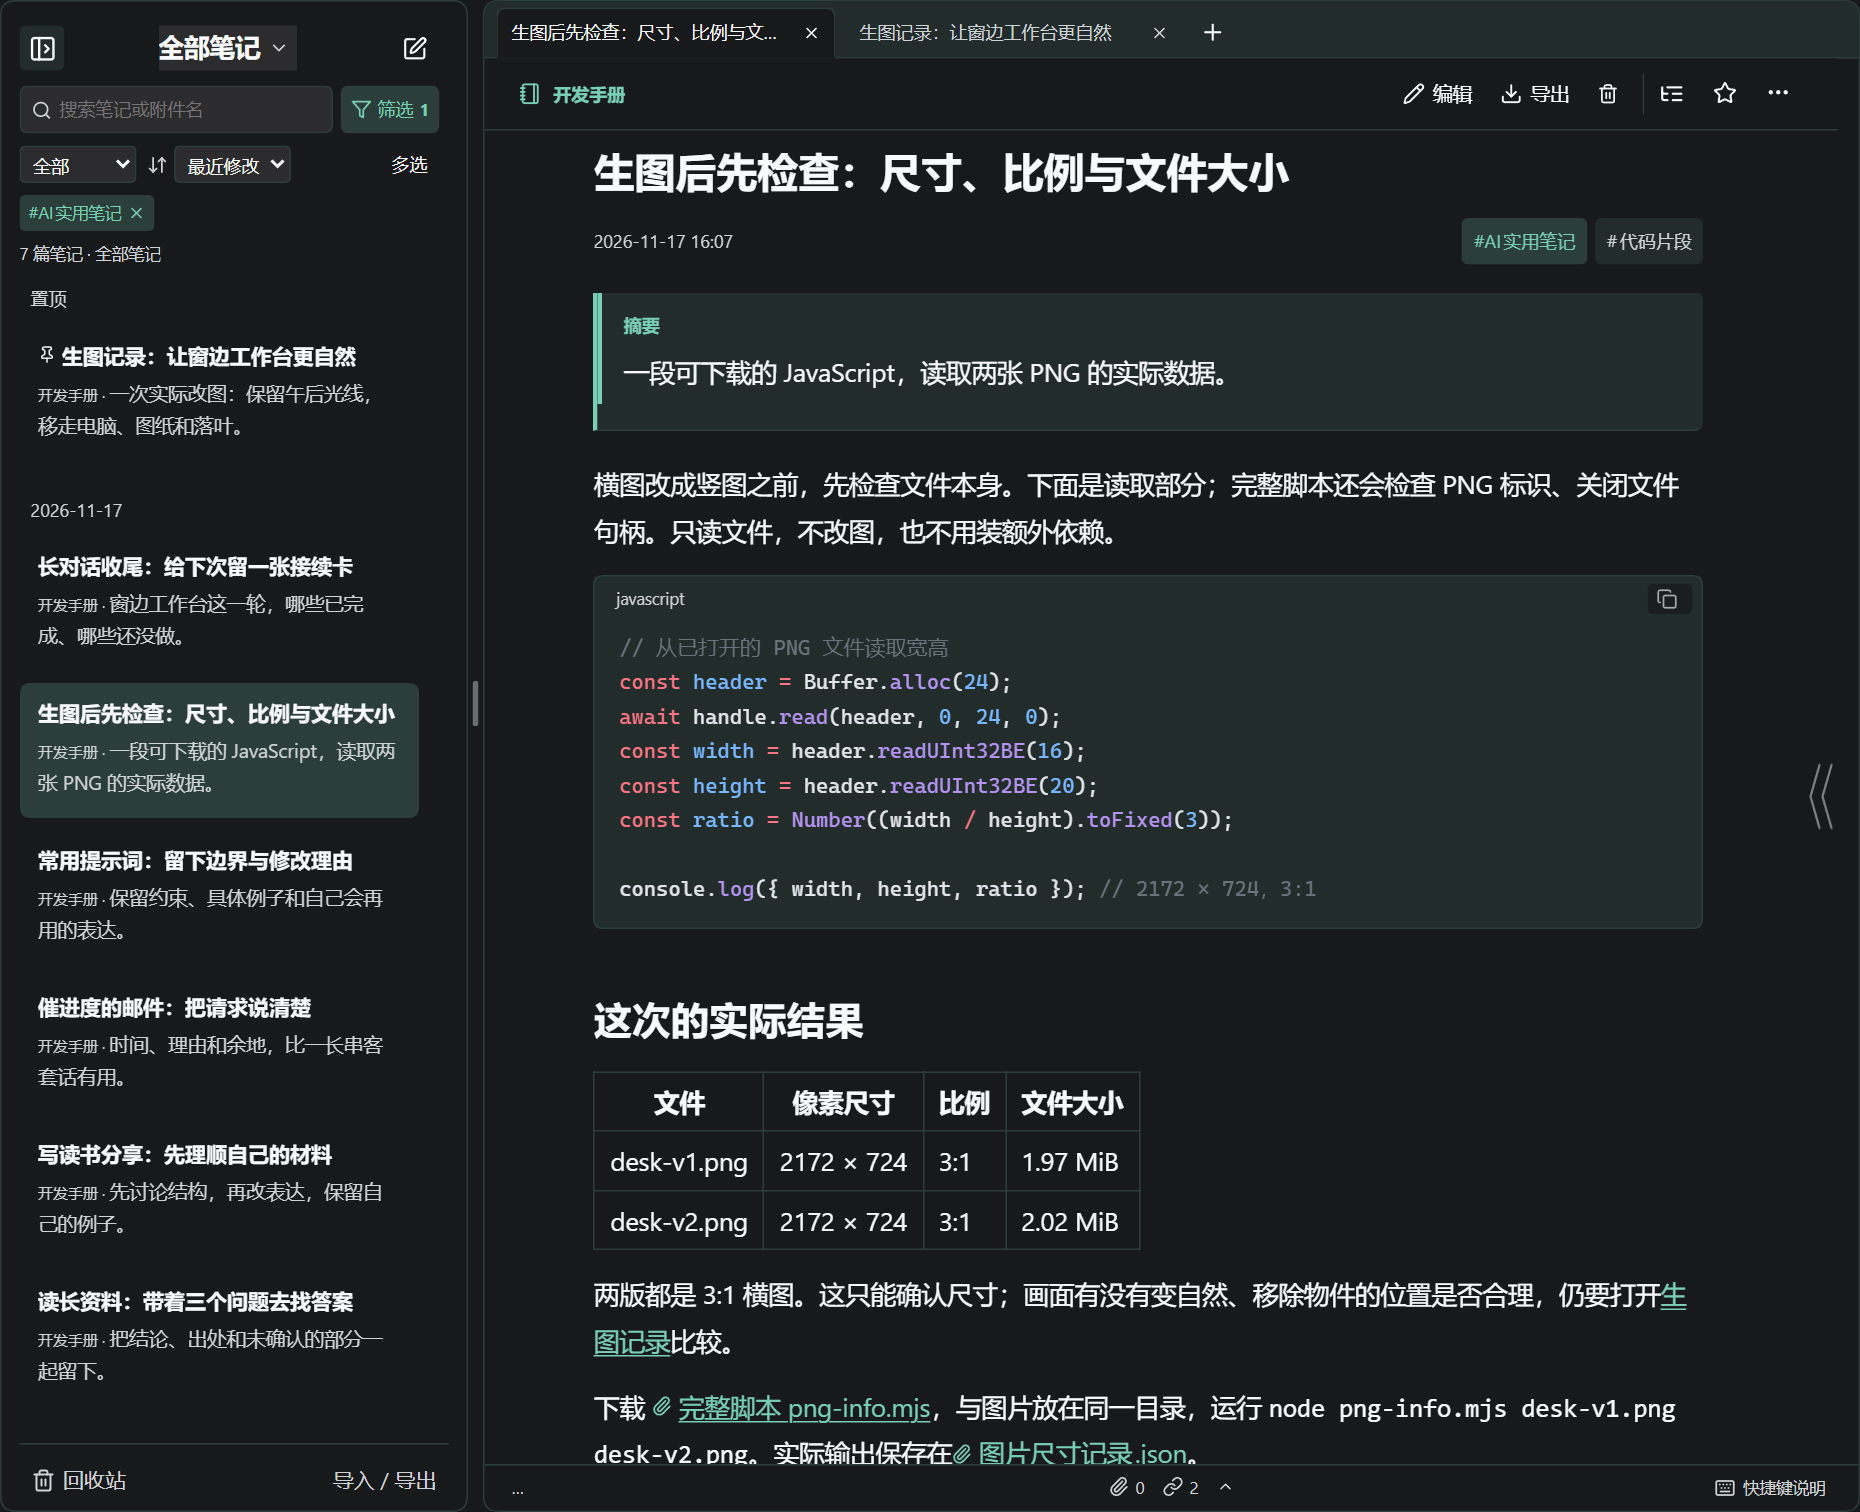 全部笔记
搜索笔记或附件名
筛选 1
全部
最近修改
多选
#AI实用笔记
7 篇笔记 · 全部笔记
置顶
生图记录：让窗边工作台更自然
开发手册 · 一次实际改图：保留午后光线，
移走电脑、图纸和落叶。
2026-11-17
长对话收尾：给下次留一张接续卡
开发手册 · 窗边工作台这一轮，哪些已完
成、哪些还没做。
生图后先检查：尺寸、比例与文件大小
开发手册 · 一段可下载的 JavaScript，读取两
张 PNG 的实际数据。
常用提示词：留下边界与修改理由
开发手册 · 保留约束、具体例子和自己会再
用的表达。
催进度的邮件：把请求说清楚
开发手册 · 时间、理由和余地，比一长串客
套话有用。
写读书分享：先理顺自己的材料
开发手册 · 先讨论结构，再改表达，保留自
己的例子。
读长资料：带着三个问题去找答案
开发手册 · 把结论、出处和未确认的部分一
起留下。
回收站
导入 / 导出
生图后先检查：尺寸、比例与文...
生图记录：让窗边工作台更自然
开发手册
编辑
导出
生图后先检查：尺寸、比例与文件大小
2026-11-17 16:07
#AI实用笔记
#代码片段
摘要
一段可下载的 JavaScript，读取两张 PNG 的实际数据。
横图改成竖图之前，先检查文件本身。下面是读取部分；完整脚本还会检查 PNG 标识、关闭文件
句柄。只读文件，不改图，也不用装额外依赖。
javascript
// 从已打开的 PNG 文件读取宽高
const header = Buffer.alloc(24);
await handle.read(header, 0, 24, 0);
const width = header.readUInt32BE(16);
const height = header.readUInt32BE(20);
const ratio = Number((width / height).toFixed(3));
console.log({ width, height, ratio }); // 2172 × 724, 3:1
这次的实际结果
文件 像素尺寸 比例 文件大小
desk-v1.png 2172 × 724 3:1 1.97 MiB
desk-v2.png 2172 × 724 3:1 2.02 MiB
两版都是 3:1 横图。这只能确认尺寸；画面有没有变自然、移除物件的位置是否合理，仍要打开生
图记录比较。
下载 完整脚本 png-info.mjs，与图片放在同一目录，运行 node png-info.mjs desk-v1.png
desk-v2.png。实际输出保存在 图片尺寸记录.json。
...
0
2
快捷键说明